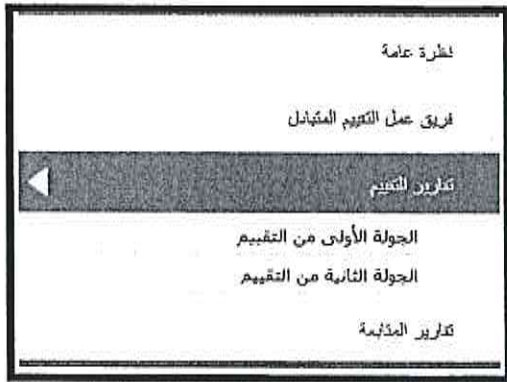 نظرة عامة
فريق عمل التقييم المتبادل
تقارير التقييم
الجولة الأولى من التقييم
الجولة الثانية من التقييم
تقارير المتابعة